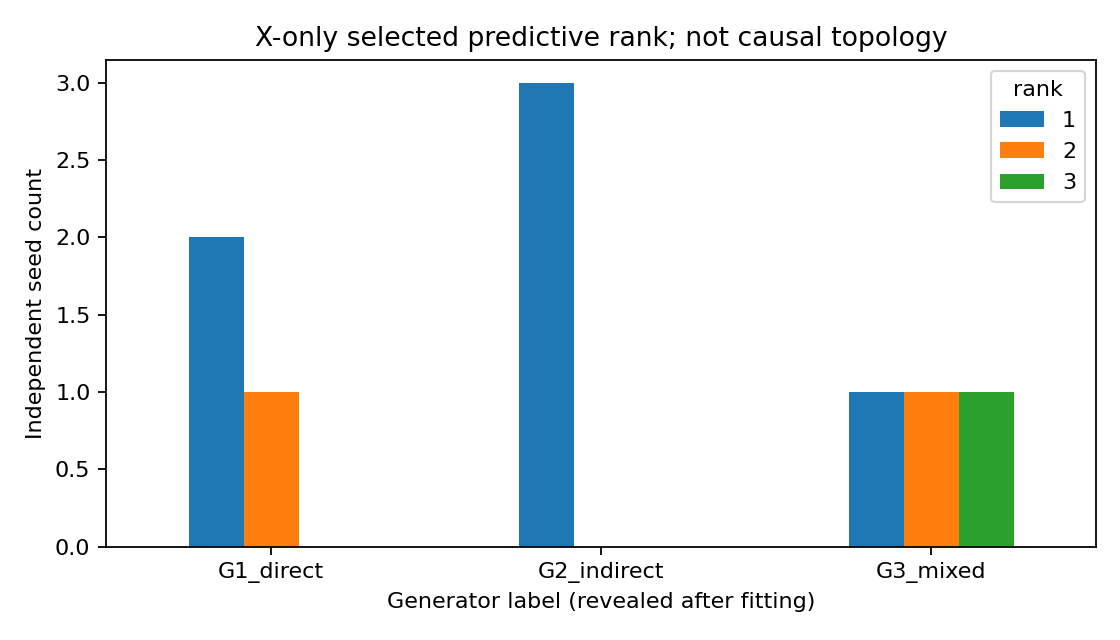 X-only selected predictive rank; not causal topology
rank
1
2
3
3.0
2.5
2.0
1.5
1.0
0.5
0.0
Independent seed count
G1_direct
G2_indirect
G3_mixed
Generator label (revealed after fitting)